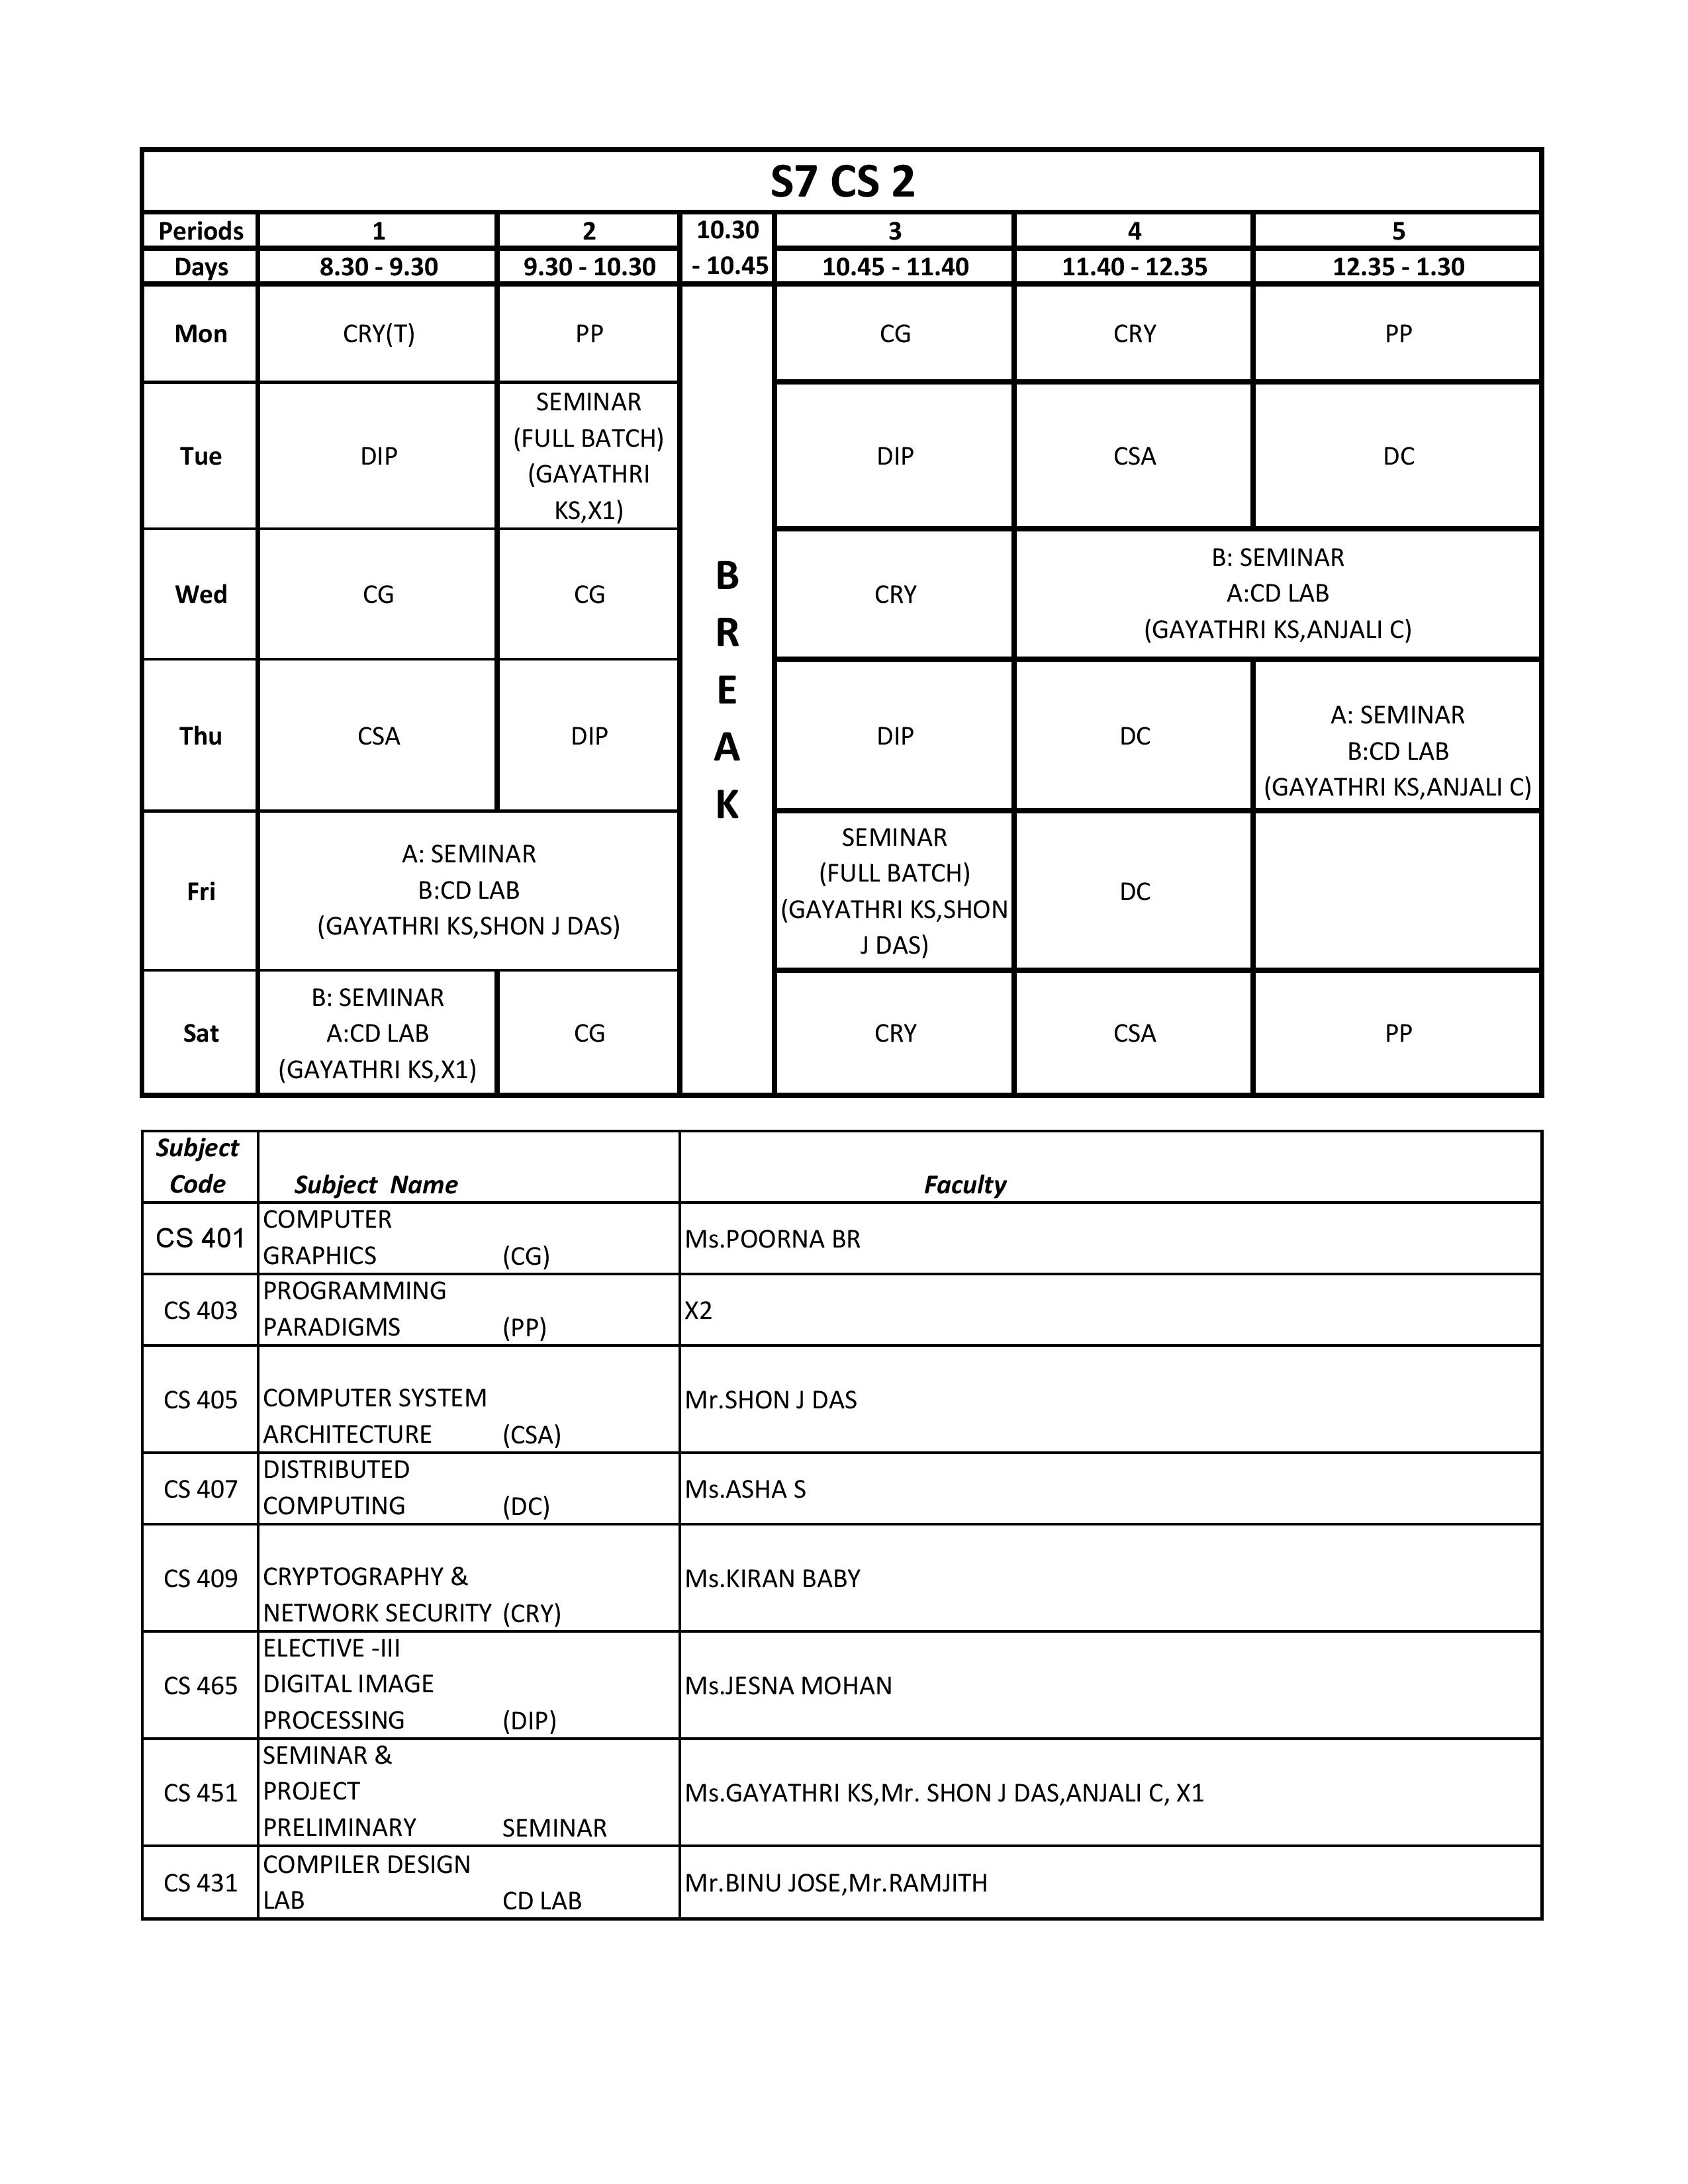 S7 CS 2
Periods 1 2 10.30 3 4 5
Days 8.30 - 9.30 9.30 - 10.30 - 10.45 10.45 - 11.40 11.40 - 12.35 12.35 - 1.30
B
R
E
A
K
Mon CRY(T) PP CG CRY PP
Tue DIP
SEMINAR
(FULL BATCH)
(GAYATHRI
KS,X1)
DIP CSA DC
Wed CG CG CRY
B: SEMINAR
A:CD LAB
(GAYATHRI KS,ANJALI C)
Thu CSA DIP DIP DC
A: SEMINAR
B:CD LAB
(GAYATHRI KS,ANJALI C)
Fri
A: SEMINAR
B:CD LAB
(GAYATHRI KS,SHON J DAS)
SEMINAR
(FULL BATCH)
(GAYATHRI KS,SHON
J DAS)
DC
Sat
B: SEMINAR
A:CD LAB
(GAYATHRI KS,X1)
CG CRY CSA PP
Subject
Code
Subject Name
Faculty
CS 401
COMPUTER
GRAPHICS (CG)
Ms.POORNA BR
CS 403
PROGRAMMING
PARADIGMS (PP)
X2
CS 405
COMPUTER SYSTEM
ARCHITECTURE (CSA)
Mr.SHON J DAS
CS 407
DISTRIBUTED
COMPUTING (DC)
Ms.ASHA S
CS 409
CRYPTOGRAPHY &
NETWORK SECURITY (CRY)
Ms.KIRAN BABY
CS 465
ELECTIVE -III
DIGITAL IMAGE
PROCESSING (DIP)
Ms.JESNA MOHAN
CS 451
SEMINAR &
PROJECT
PRELIMINARY SEMINAR
Ms.GAYATHRI KS,Mr. SHON J DAS,ANJALI C, X1
CS 431
COMPILER DESIGN
LAB CD LAB
Mr.BINU JOSE,Mr.RAMJITH